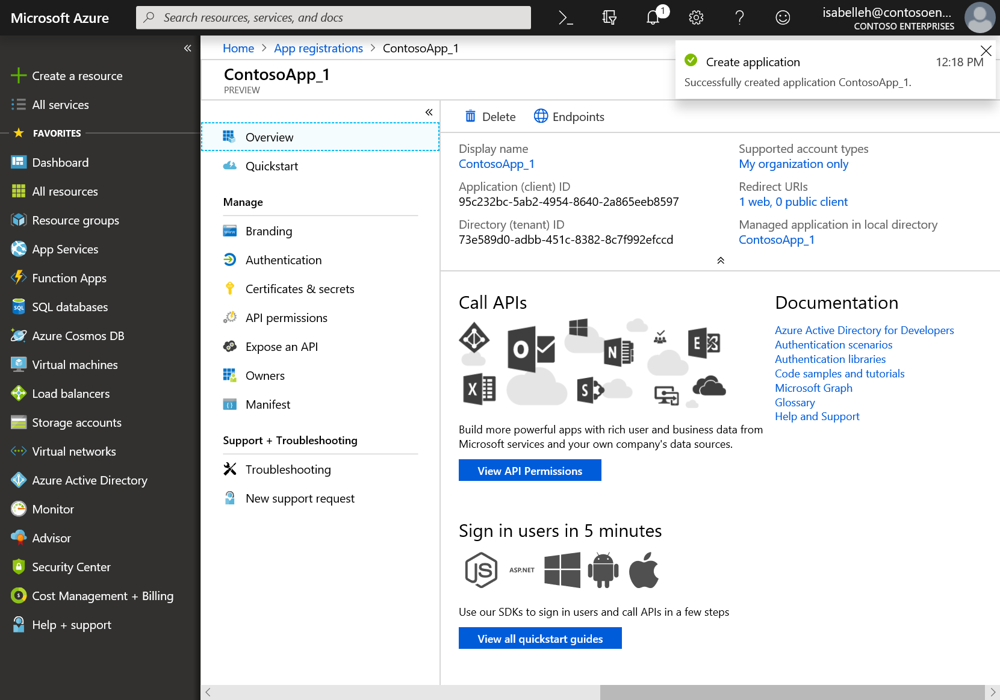 Microsoft Azure
Search resources, services, and docs
1
isabelleh@contosoen...
CONTOSO ENTERPRISES
Create a resource
All services
FAVORITES
Dashboard
All resources
Resource groups
App Services
Function Apps
SQL
SQL databases
Azure Cosmos DB
Virtual machines
Load balancers
Storage accounts
Virtual networks
Azure Active Directory
Monitor
Advisor
Security Center
$
Cost Management + Billing
Help + support
Home > App registrations > ContosoApp_1
ContosoApp_1
PREVIEW
Create application
12:18 PM
Successfully created application ContosoApp_1.
Overview
Quickstart
Manage
www
Branding
Authentication
Certificates & secrets
API permissions
Expose an API
Owners
Manifest
Support + Troubleshooting
Troubleshooting
New support request
Delete
Endpoints
Display name
ContosoApp_1
Application (client) ID
95c232bc-5ab2-4954-8640-2a865eeb8597
Directory (tenant) ID
73e589d0-adbb-451c-8382-8c7f992efccd
Supported account types
My organization only
Redirect URIs
1 web, 0 public client
Managed application in local directory
ContosoApp_1
Call APIs
O
N
E
X
S
Build more powerful apps with rich user and business data from
Microsoft services and your own company's data sources.
View API Permissions
Sign in users in 5 minutes
JS
ASP.NET
Use our SDKs to sign in users and call APIs in a few steps
View all quickstart guides
Documentation
Azure Active Directory for Developers
Authentication scenarios
Authentication libraries
Code samples and tutorials
Microsoft Graph
Glossary
Help and Support